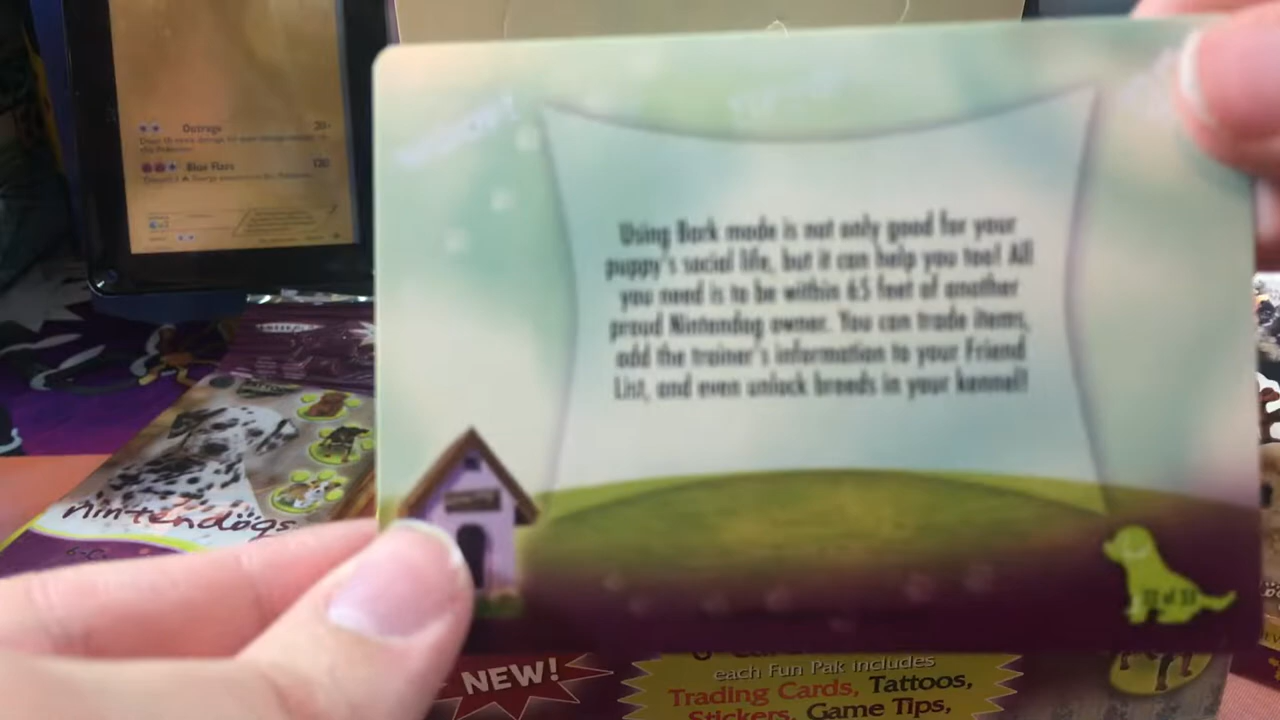 Outrage
Blue Flare
Using Bark mode is not only good for your
puppy's social life, but it can help you too! All
you need is to be within 65 feet of another
proud Nintendog owner. You can trade items,
add the trainer's information to your Friend
List, and even unlock breeds in your kennel!
nintendogs
NEW!
each Fun Pak includes
Trading Cards, Tattoos,
Stickers, Game Tips,